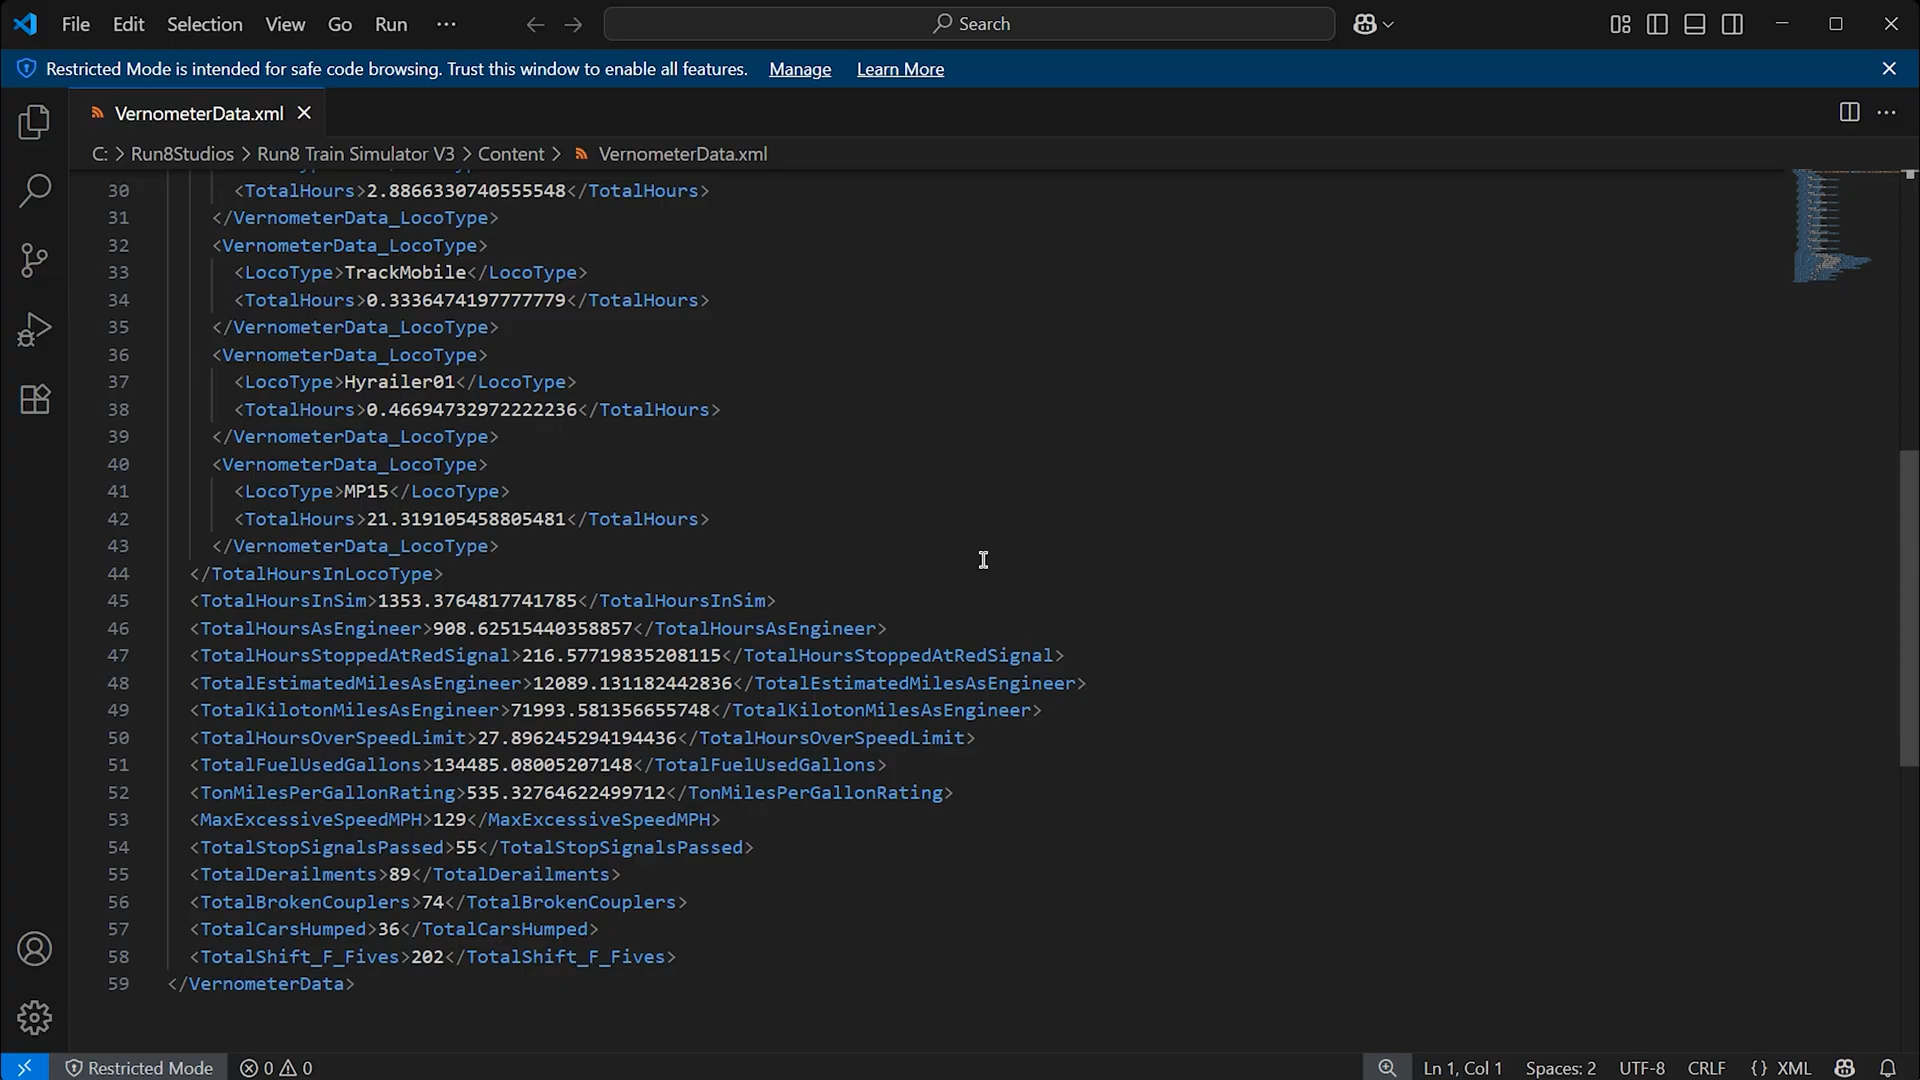 File Edit Selection View Go Run ··· Search
Restricted Mode is intended for safe code browsing. Trust this window to enable all features. Manage Learn More
VernometerData.xml
C: > Run8Studios > Run8 Train Simulator V3 > Content > VernometerData.xml
30 <TotalHours>2.8866330740555548</TotalHours>
31 </VernometerData_LocoType>
32 <VernometerData_LocoType>
33 <LocoType>TrackMobile</LocoType>
34 <TotalHours>0.3336474197777779</TotalHours>
35 </VernometerData_LocoType>
36 <VernometerData_LocoType>
37 <LocoType>Hyrailer01</LocoType>
38 <TotalHours>0.46694732972222236</TotalHours>
39 </VernometerData_LocoType>
40 <VernometerData_LocoType>
41 <LocoType>MP15</LocoType>
42 <TotalHours>21.319105458805481</TotalHours>
43 </VernometerData_LocoType>
44 </TotalHoursInLocoType>
45 <TotalHoursInSim>1353.3764817741785</TotalHoursInSim>
46 <TotalHoursAsEngineer>908.62515440358857</TotalHoursAsEngineer>
47 <TotalHoursStoppedAtRedSignal>216.57719835208115</TotalHoursStoppedAtRedSignal>
48 <TotalEstimatedMilesAsEngineer>12089.131182442836</TotalEstimatedMilesAsEngineer>
49 <TotalKilotonMilesAsEngineer>71993.581356655748</TotalKilotonMilesAsEngineer>
50 <TotalHoursOverSpeedLimit>27.896245294194436</TotalHoursOverSpeedLimit>
51 <TotalFuelUsedGallons>134485.08005207148</TotalFuelUsedGallons>
52 <TonMilesPerGallonRating>535.32764622499712</TonMilesPerGallonRating>
53 <MaxExcessiveSpeedMPH>129</MaxExcessiveSpeedMPH>
54 <TotalStopSignalsPassed>55</TotalStopSignalsPassed>
55 <TotalDerailments>89</TotalDerailments>
56 <TotalBrokenCouplers>74</TotalBrokenCouplers>
57 <TotalCarsHumped>36</TotalCarsHumped>
58 <TotalShift_F_Fives>202</TotalShift_F_Fives>
59 </VernometerData>
Restricted Mode 0 0 Ln 1, Col 1 Spaces: 2 UTF-8 CRLF {} XML